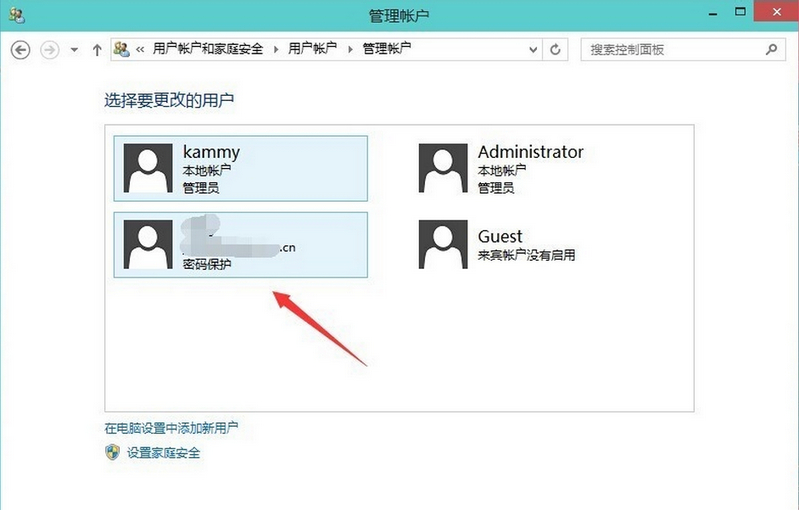 管理帐户
« 用户帐户和家庭安全 ▸ 用户帐户 ▸ 管理帐户
搜索控制面板
选择要更改的用户
kammy
本地帐户
管理员
Administrator
本地帐户
管理员
.cn
密码保护
Guest
来宾帐户没有启用
在电脑设置中添加新用户
设置家庭安全